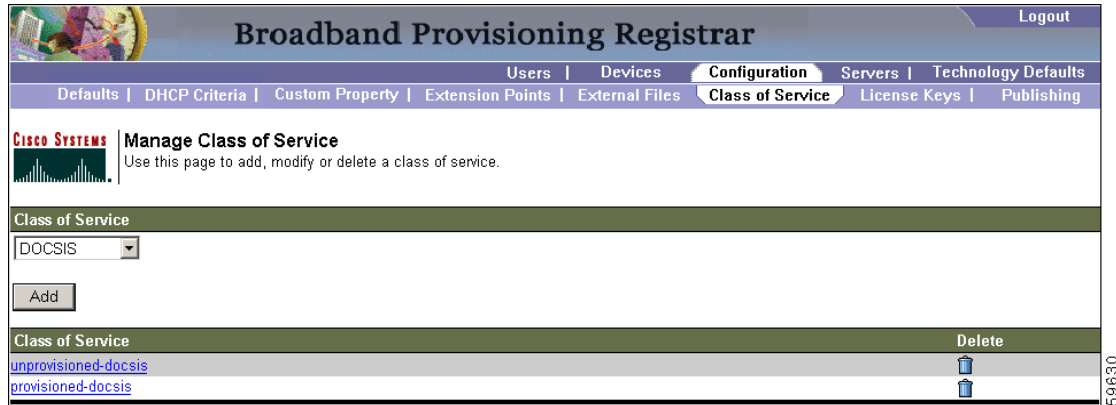 Logout
Broadband Provisioning Registrar
Users | Devices Configuration Servers | Technology Defaults
Defaults | DHCP Criteria | Custom Property | Extension Points | External Files Class of Service License Keys | Publishing
CISCO SYSTEMS
Manage Class of Service
Use this page to add, modify or delete a class of service.
Class of Service
DOCSIS
Add
Class of Service Delete
unprovisioned-docsis
provisioned-docsis
59630